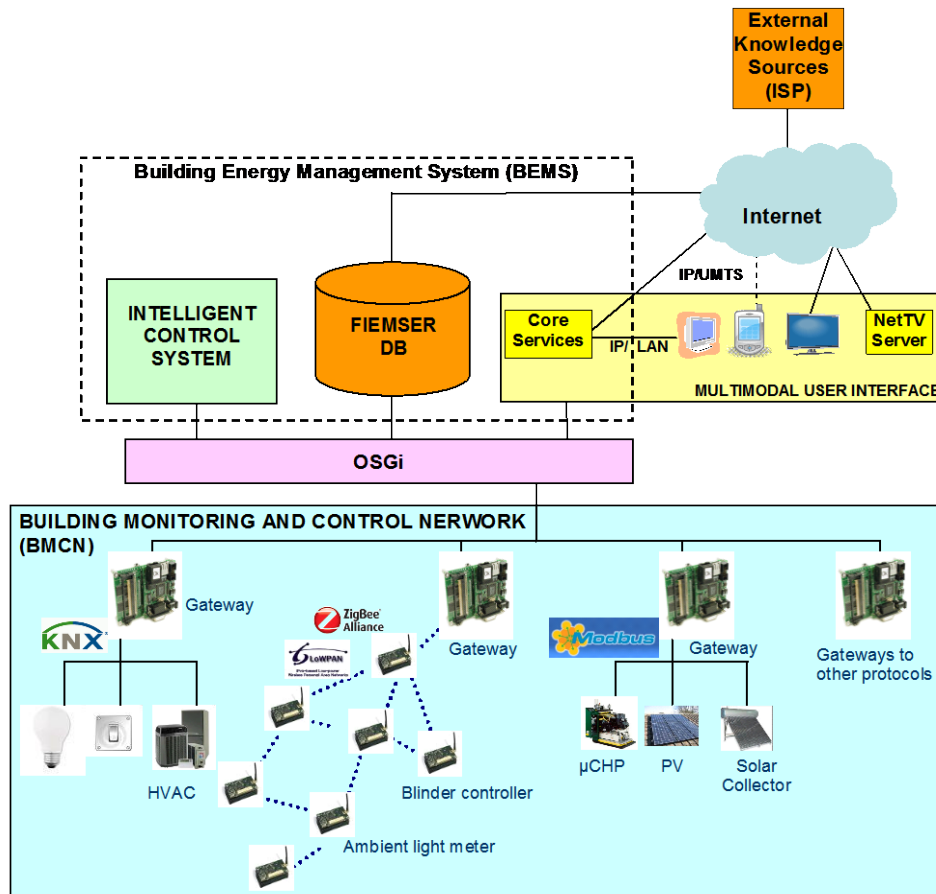 External
Knowledge
Sources
(ISP)
Building Energy Management System (BEMS)
Internet
IP/UMTS
INTELLIGENT
CONTROL
SYSTEM
FIEMSER
DB
Core
Services
IP/ LAN
NetTV
Server
MULTIMODAL USER INTERFACE
OSGi
BUILDING MONITORING AND CONTROL NERWORK
(BMCN)
Gateway
KNX
ZigBee
Alliance
6LoWPAN
Gateway
Modbus
Gateway
Gateways to
other protocols
HVAC
Blinder controller
Ambient light meter
μCHP
PV
Solar
Collector